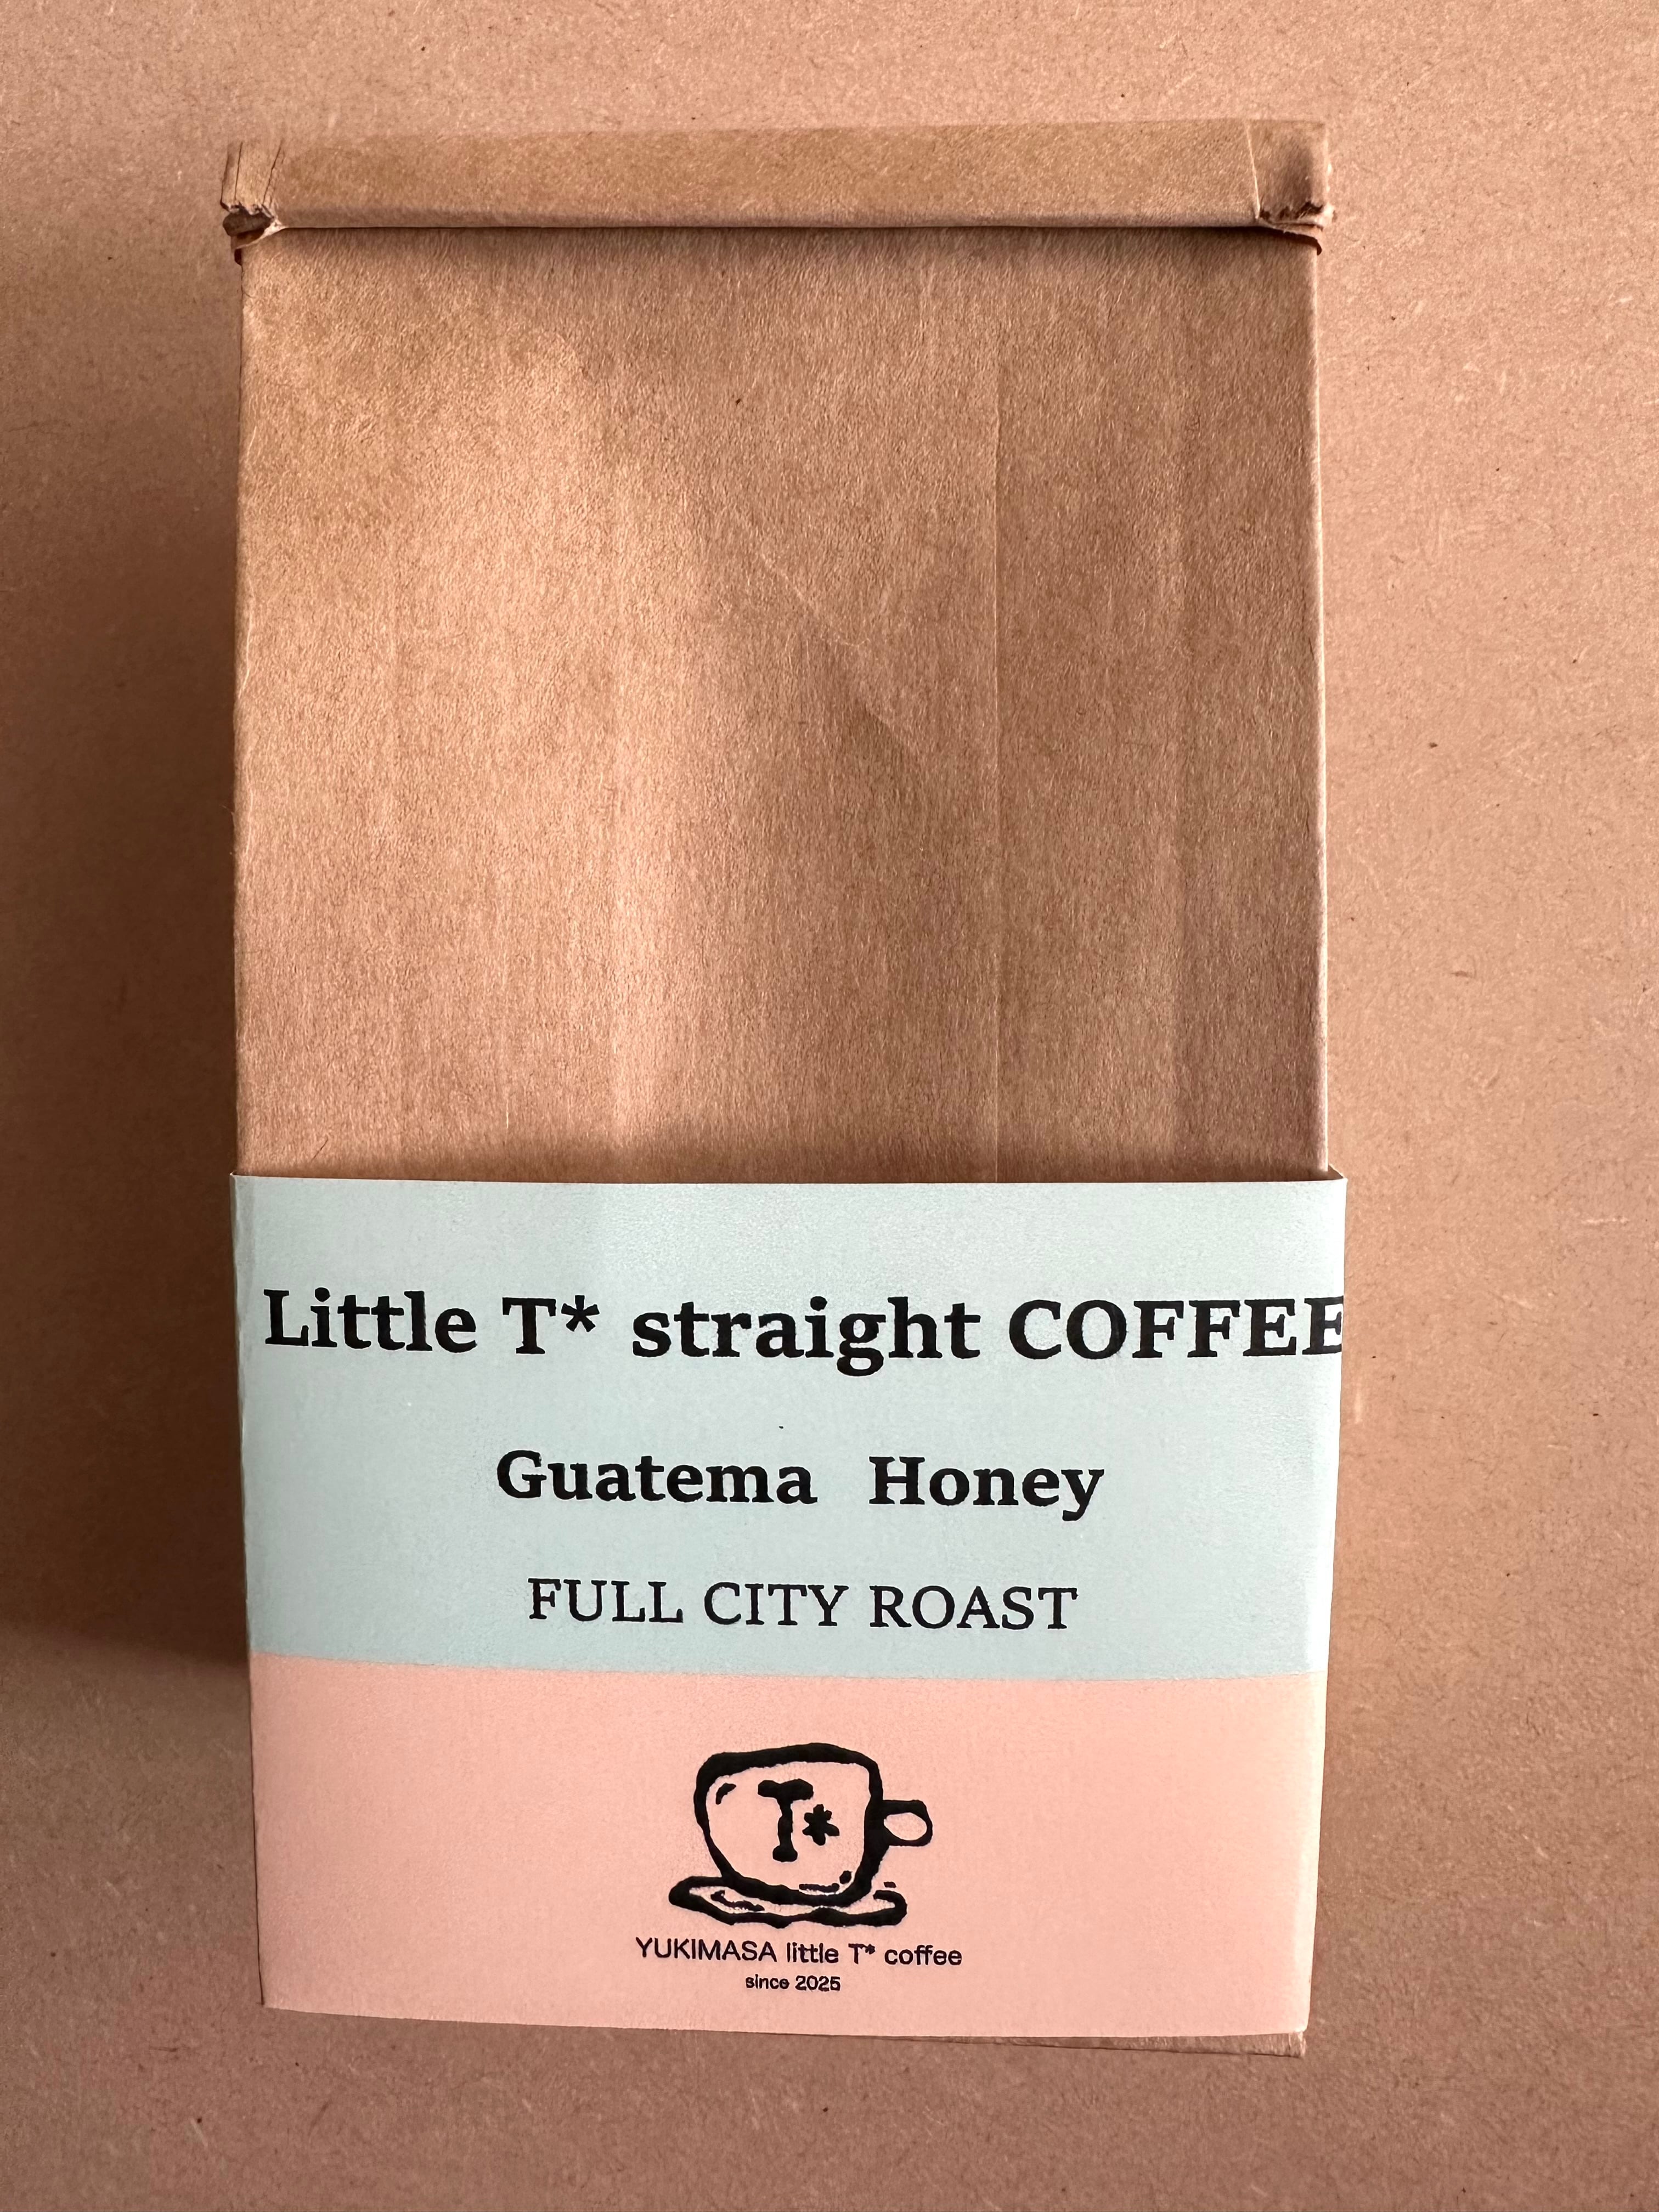 Little T* straight COFFEE
Guatema Honey
FULL CITY ROAST
T*
YUKIMASA little T* coffee
since 2025